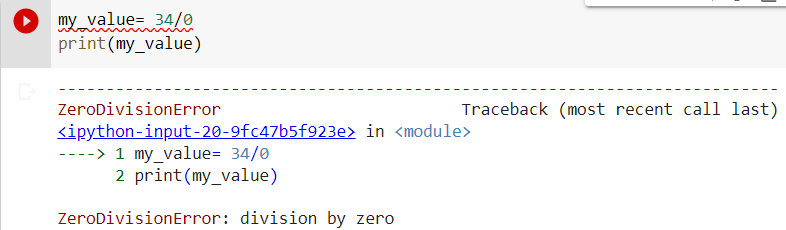 my_value= 34/0
print(my_value)
---------------------------------------------------------------------------
ZeroDivisionError                         Traceback (most recent call last)
<ipython-input-20-9fc47b5f923e> in <module>
----> 1 my_value= 34/0
      2 print(my_value)
ZeroDivisionError: division by zero